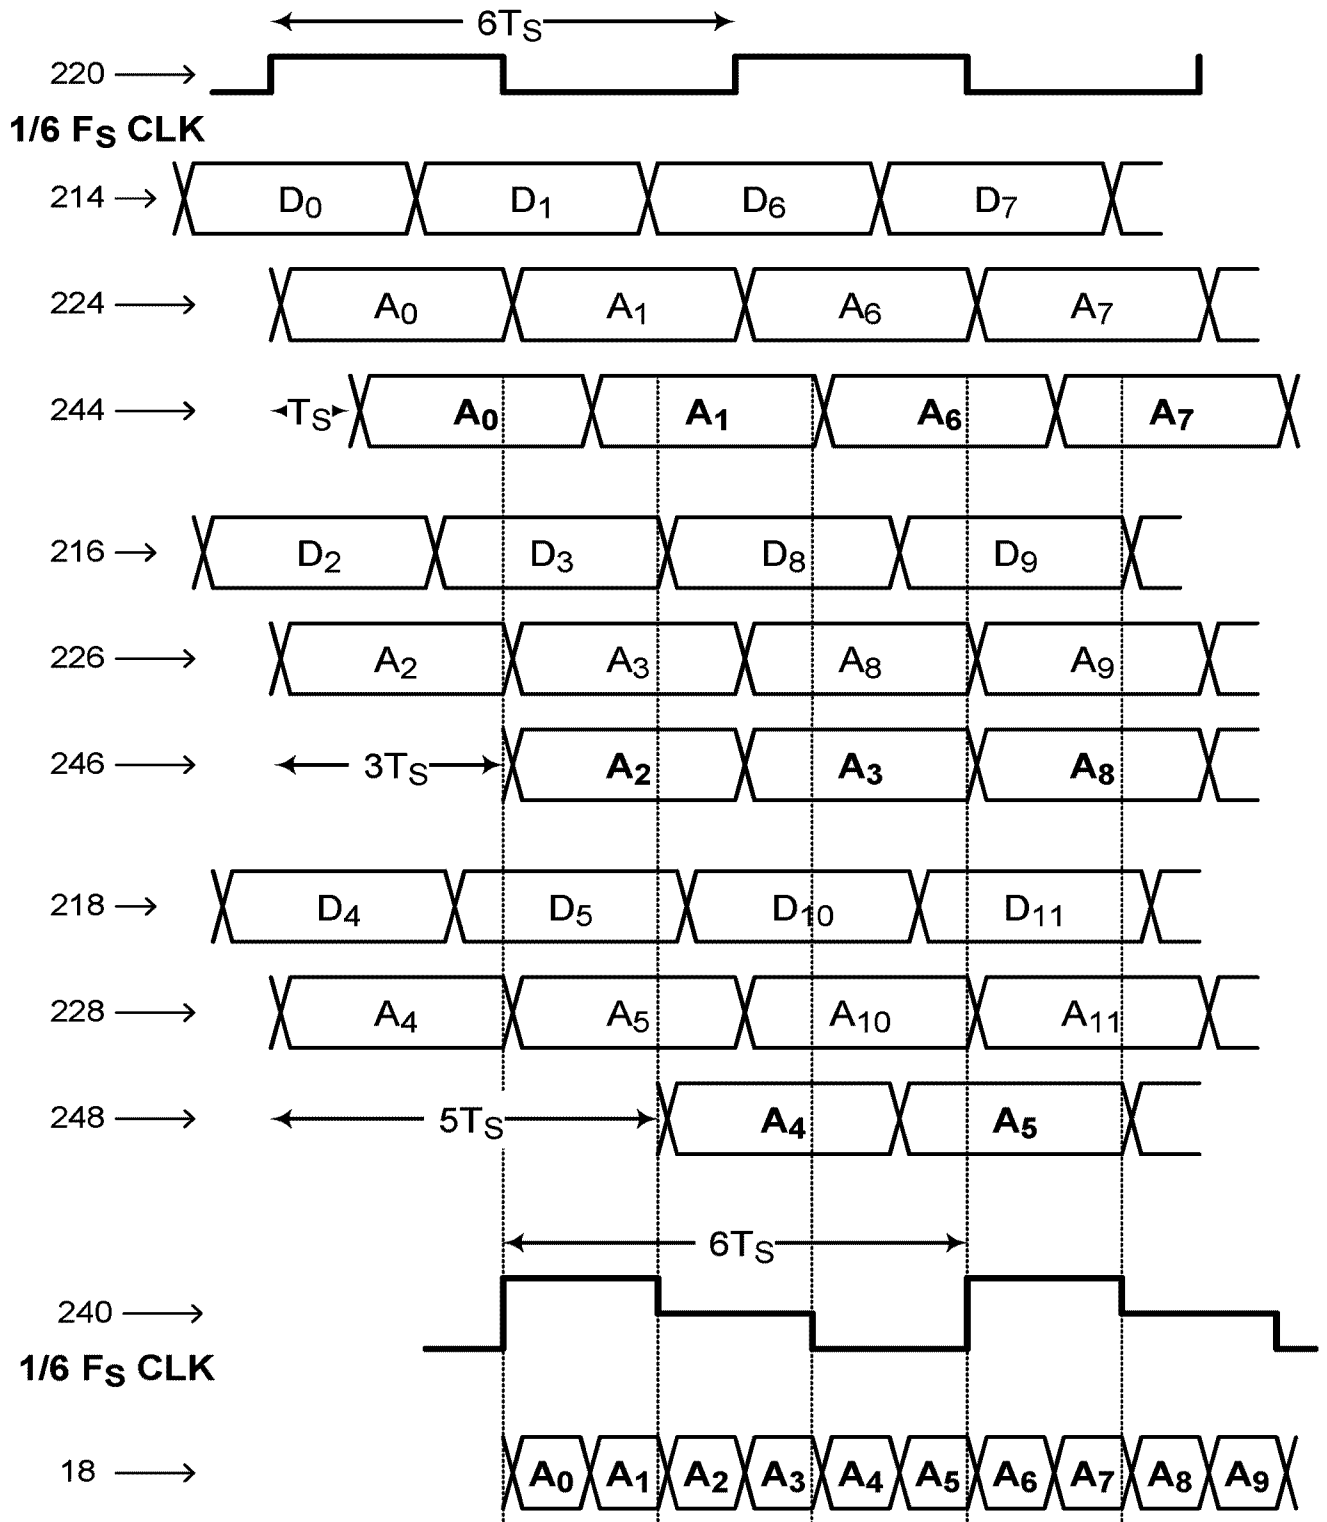 6TS
220
1/6 FS CLK
214 D0 D1 D6 D7
224 A0 A1 A6 A7
244 TS A0 A1 A6 A7
216 D2 D3 D8 D9
226 A2 A3 A8 A9
246 3TS A2 A3 A8
218 D4 D5 D10 D11
228 A4 A5 A10 A11
248 5TS A4 A5
6TS
240
1/6 FS CLK
18 A0 A1 A2 A3 A4 A5 A6 A7 A8 A9